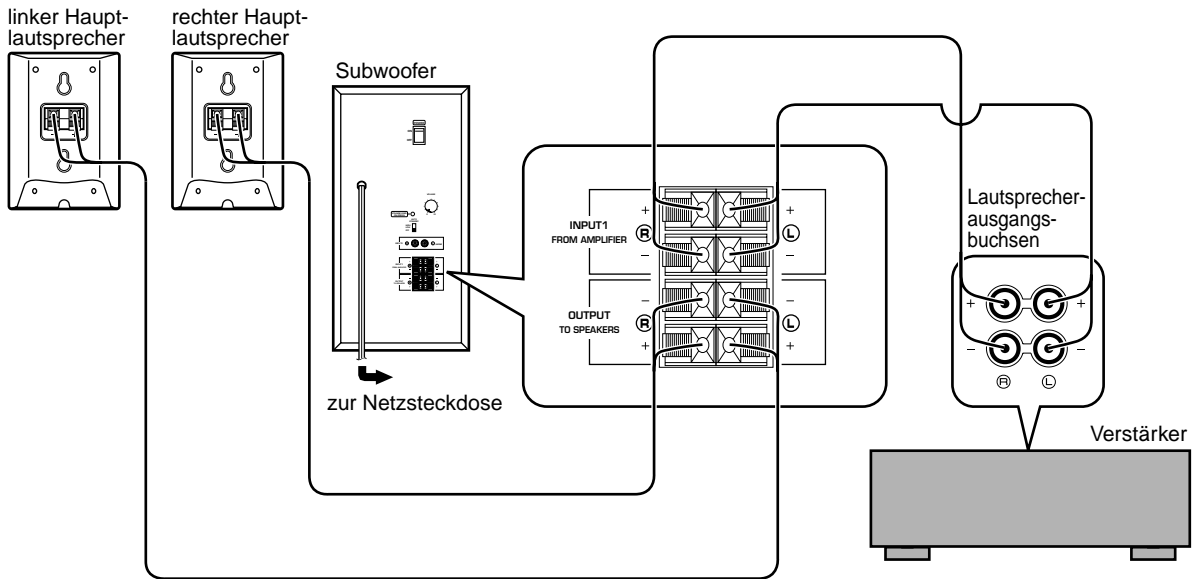 linker Haupt-
lautsprecher
rechter Haupt-
lautsprecher
Subwoofer
zur Netzsteckdose
INPUT1
FROM AMPLIFIER
+
R
–
+
L
–
OUTPUT
TO SPEAKERS
–
R
+
–
L
+
Lautsprecher-
ausgangs-
buchsen
+ +
– –
R L
Verstärker